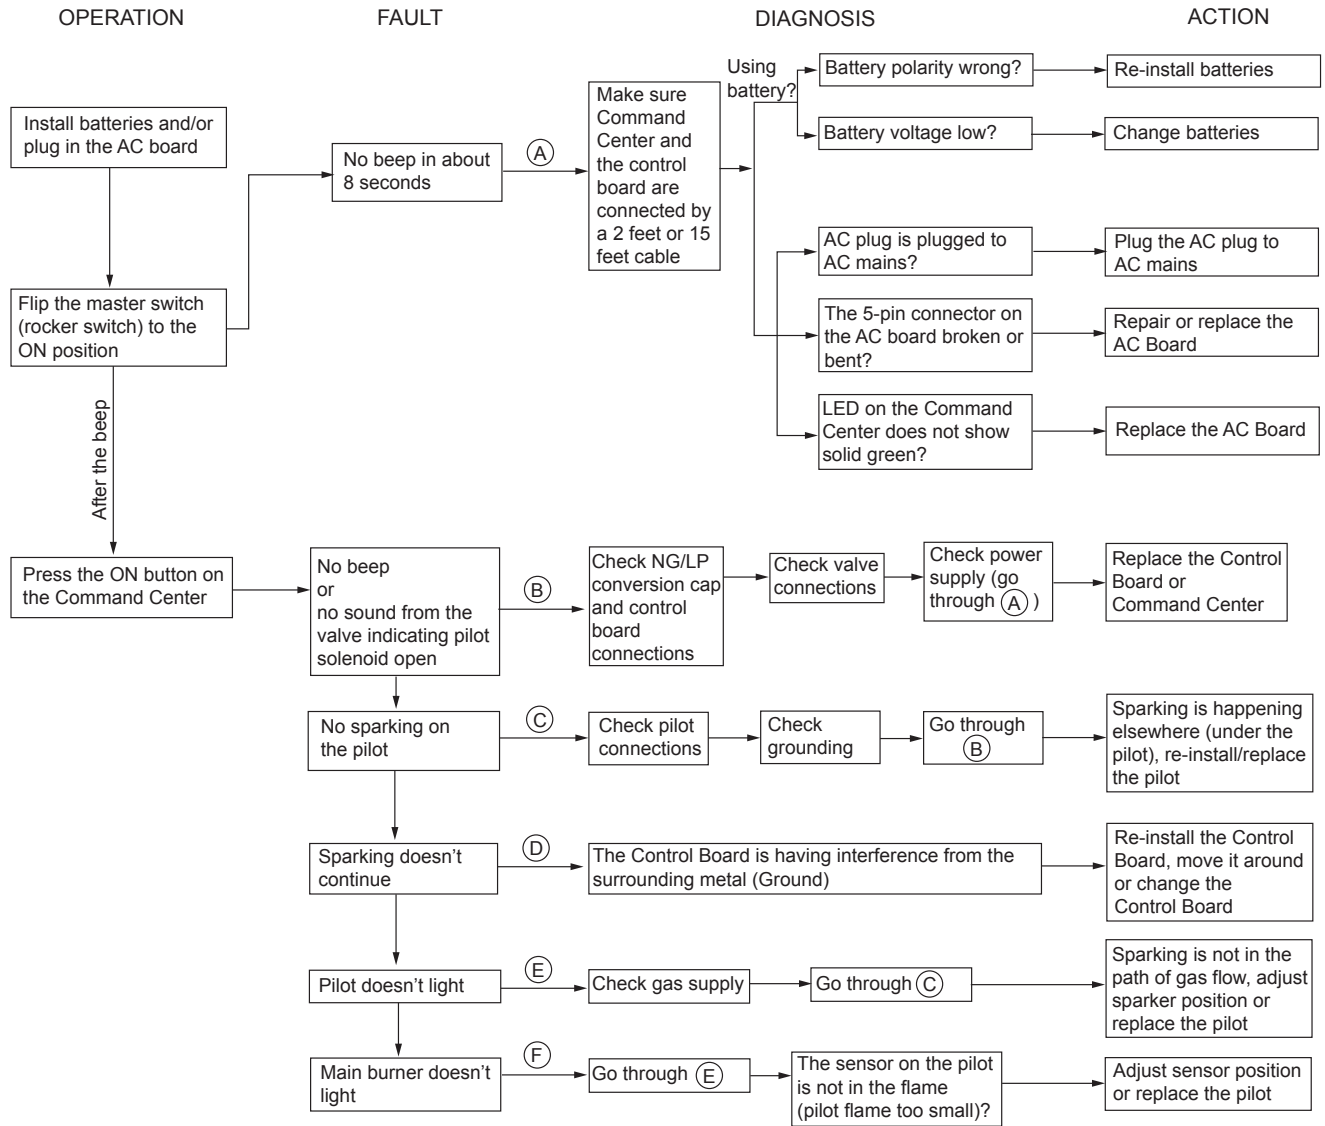 OPERATION
FAULT
DIAGNOSIS
ACTION
Install batteries and/or
plug in the AC board
Flip the master switch
(rocker switch) to the
ON position
After the beep
Press the ON button on
the Command Center
No beep in about
8 seconds
A
Make sure
Command
Center and
the control
board are
connected by
a 2 feet or 15
feet cable
Using
battery?
Battery polarity wrong?
Re-install batteries
Battery voltage low?
Change batteries
AC plug is plugged to
AC mains?
Plug the AC plug to
AC mains
The 5-pin connector on
the AC board broken or
bent?
Repair or replace the
AC Board
LED on the Command
Center does not show
solid green?
Replace the AC Board
No beep
or
no sound from the
valve indicating pilot
solenoid open
B
Check NG/LP
conversion cap
and control
board
connections
Check valve
connections
Check power
supply (go
through A )
Replace the Control
Board or
Command Center
No sparking on
the pilot
C
Check pilot
connections
Check
grounding
Go through
B
Sparking is happening
elsewhere (under the
pilot), re-install/replace
the pilot
Sparking doesn't
continue
D
The Control Board is having interference from the
surrounding metal (Ground)
Re-install the Control
Board, move it around
or change the
Control Board
Pilot doesn't light
E
Check gas supply
Go through C
Sparking is not in the
path of gas flow, adjust
sparker position or
replace the pilot
Main burner doesn't
light
F
Go through E
The sensor on the pilot
is not in the flame
(pilot flame too small)?
Adjust sensor position
or replace the pilot